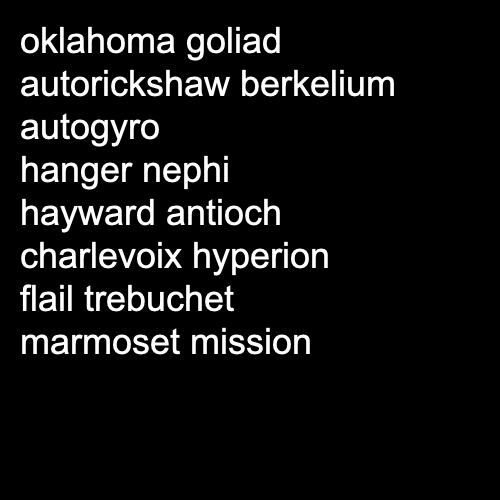 oklahoma goliad
autorickshaw berkelium
autogyro
hanger nephi
hayward antioch
charlevoix hyperion
flail trebuchet
marmoset mission